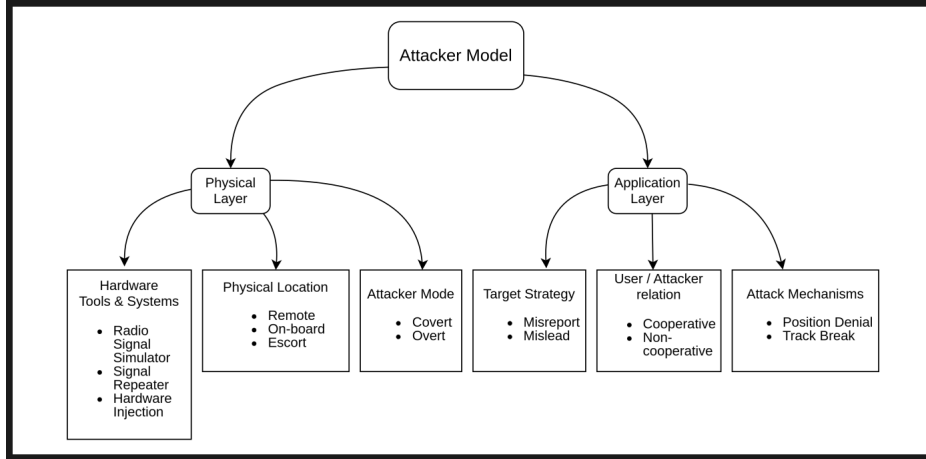 Attacker Model
Physical
Layer
Application
Layer
Hardware
Tools & Systems
• Radio
Signal
Simulator
• Signal
Repeater
• Hardware
Injection
Physical Location
• Remote
• On-board
• Escort
Attacker Mode
• Covert
• Overt
Target Strategy
• Misreport
• Mislead
User / Attacker
relation
• Cooperative
• Non-
cooperative
Attack Mechanisms
• Position Denial
• Track Break